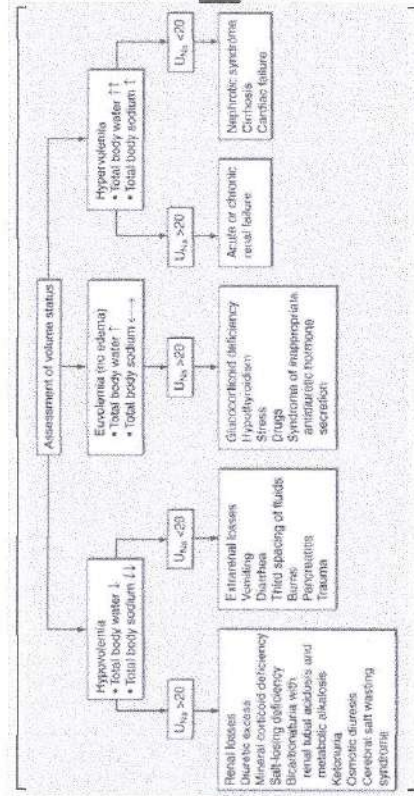 Assessment of volume status
Hypovolemia
• Total body water ↓
• Total body sodium ↓↓
Euvolemia (no edema)
• Total body water ↑
• Total body sodium ←→
Hypervolemia
• Total body water ↑↑
• Total body sodium ↑
UNa >20
UNa <20
UNa >20
UNa >20
UNa <20
Renal losses
Diuretic excess
Mineral corticoid deficiency
Salt-losing deficiency
Bicarbonaturia with
renal tubal acidosis and
metabolic alkalosis
Ketonuria
Osmotic diuresis
Cerebral salt wasting
syndrome
Extrarenal losses
Vomiting
Diarrhea
Third spacing of fluids
Burns
Pancreatitis
Trauma
Glucocorticoid deficiency
Hypothyroidism
Stress
Drugs
Syndrome of inappropriate
antidiuretic hormone
secretion
Acute or chronic
renal failure
Nephrotic syndrome
Cirrhosis
Cardiac failure